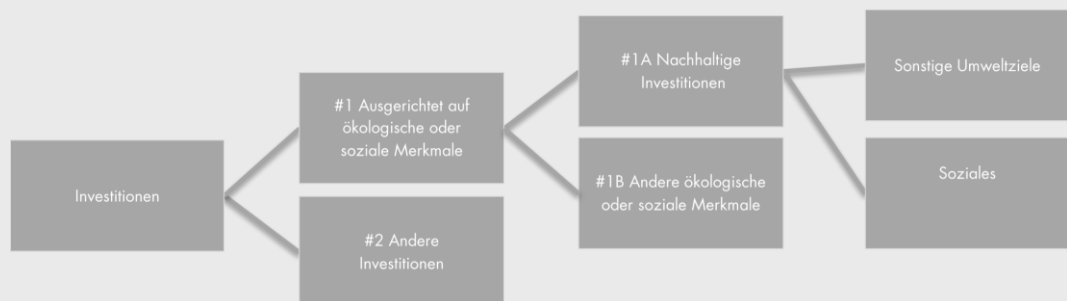 Investitionen
#1 Ausgerichtet auf
ökologische oder
soziale Merkmale
#2 Andere
Investitionen
#1A Nachhaltige
Investitionen
#1B Andere ökologische
oder soziale Merkmale
Sonstige Umweltziele
Soziales